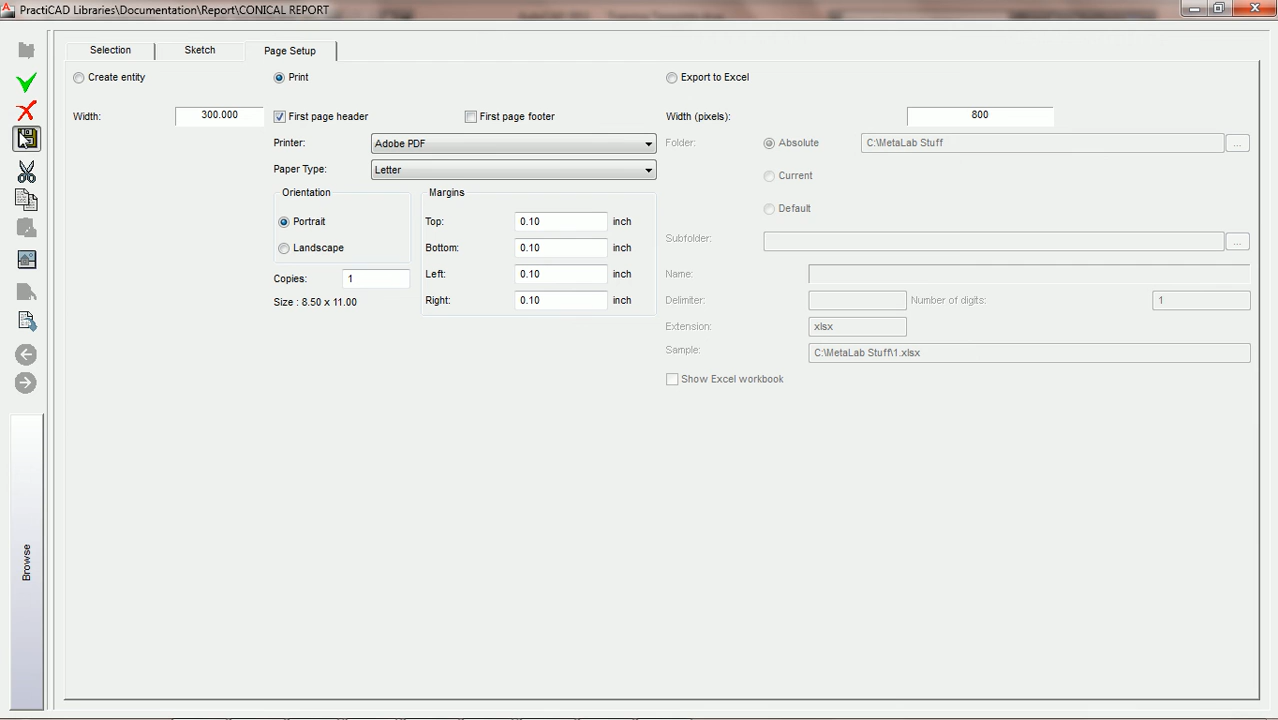 PractiCAD Libraries\Documentation\Report\CONICAL REPORT
Selection Sketch Page Setup
Create entity Print Export to Excel
Width: 300.000 First page header First page footer Width (pixels): 800
Printer: Adobe PDF Folder: Absolute C:\MetaLab Stuff ...
Paper Type: Letter Current
Orientation Margins
Portrait Top: 0.10 inch Default
Landscape Bottom: 0.10 inch Subfolder: ...
Copies: 1 Left: 0.10 inch Name:
Size : 8.50 x 11.00 Right: 0.10 inch Delimiter: Number of digits: 1
Extension: xlsx
Sample: C:\MetaLab Stuff\1.xlsx
Show Excel workbook
Browse